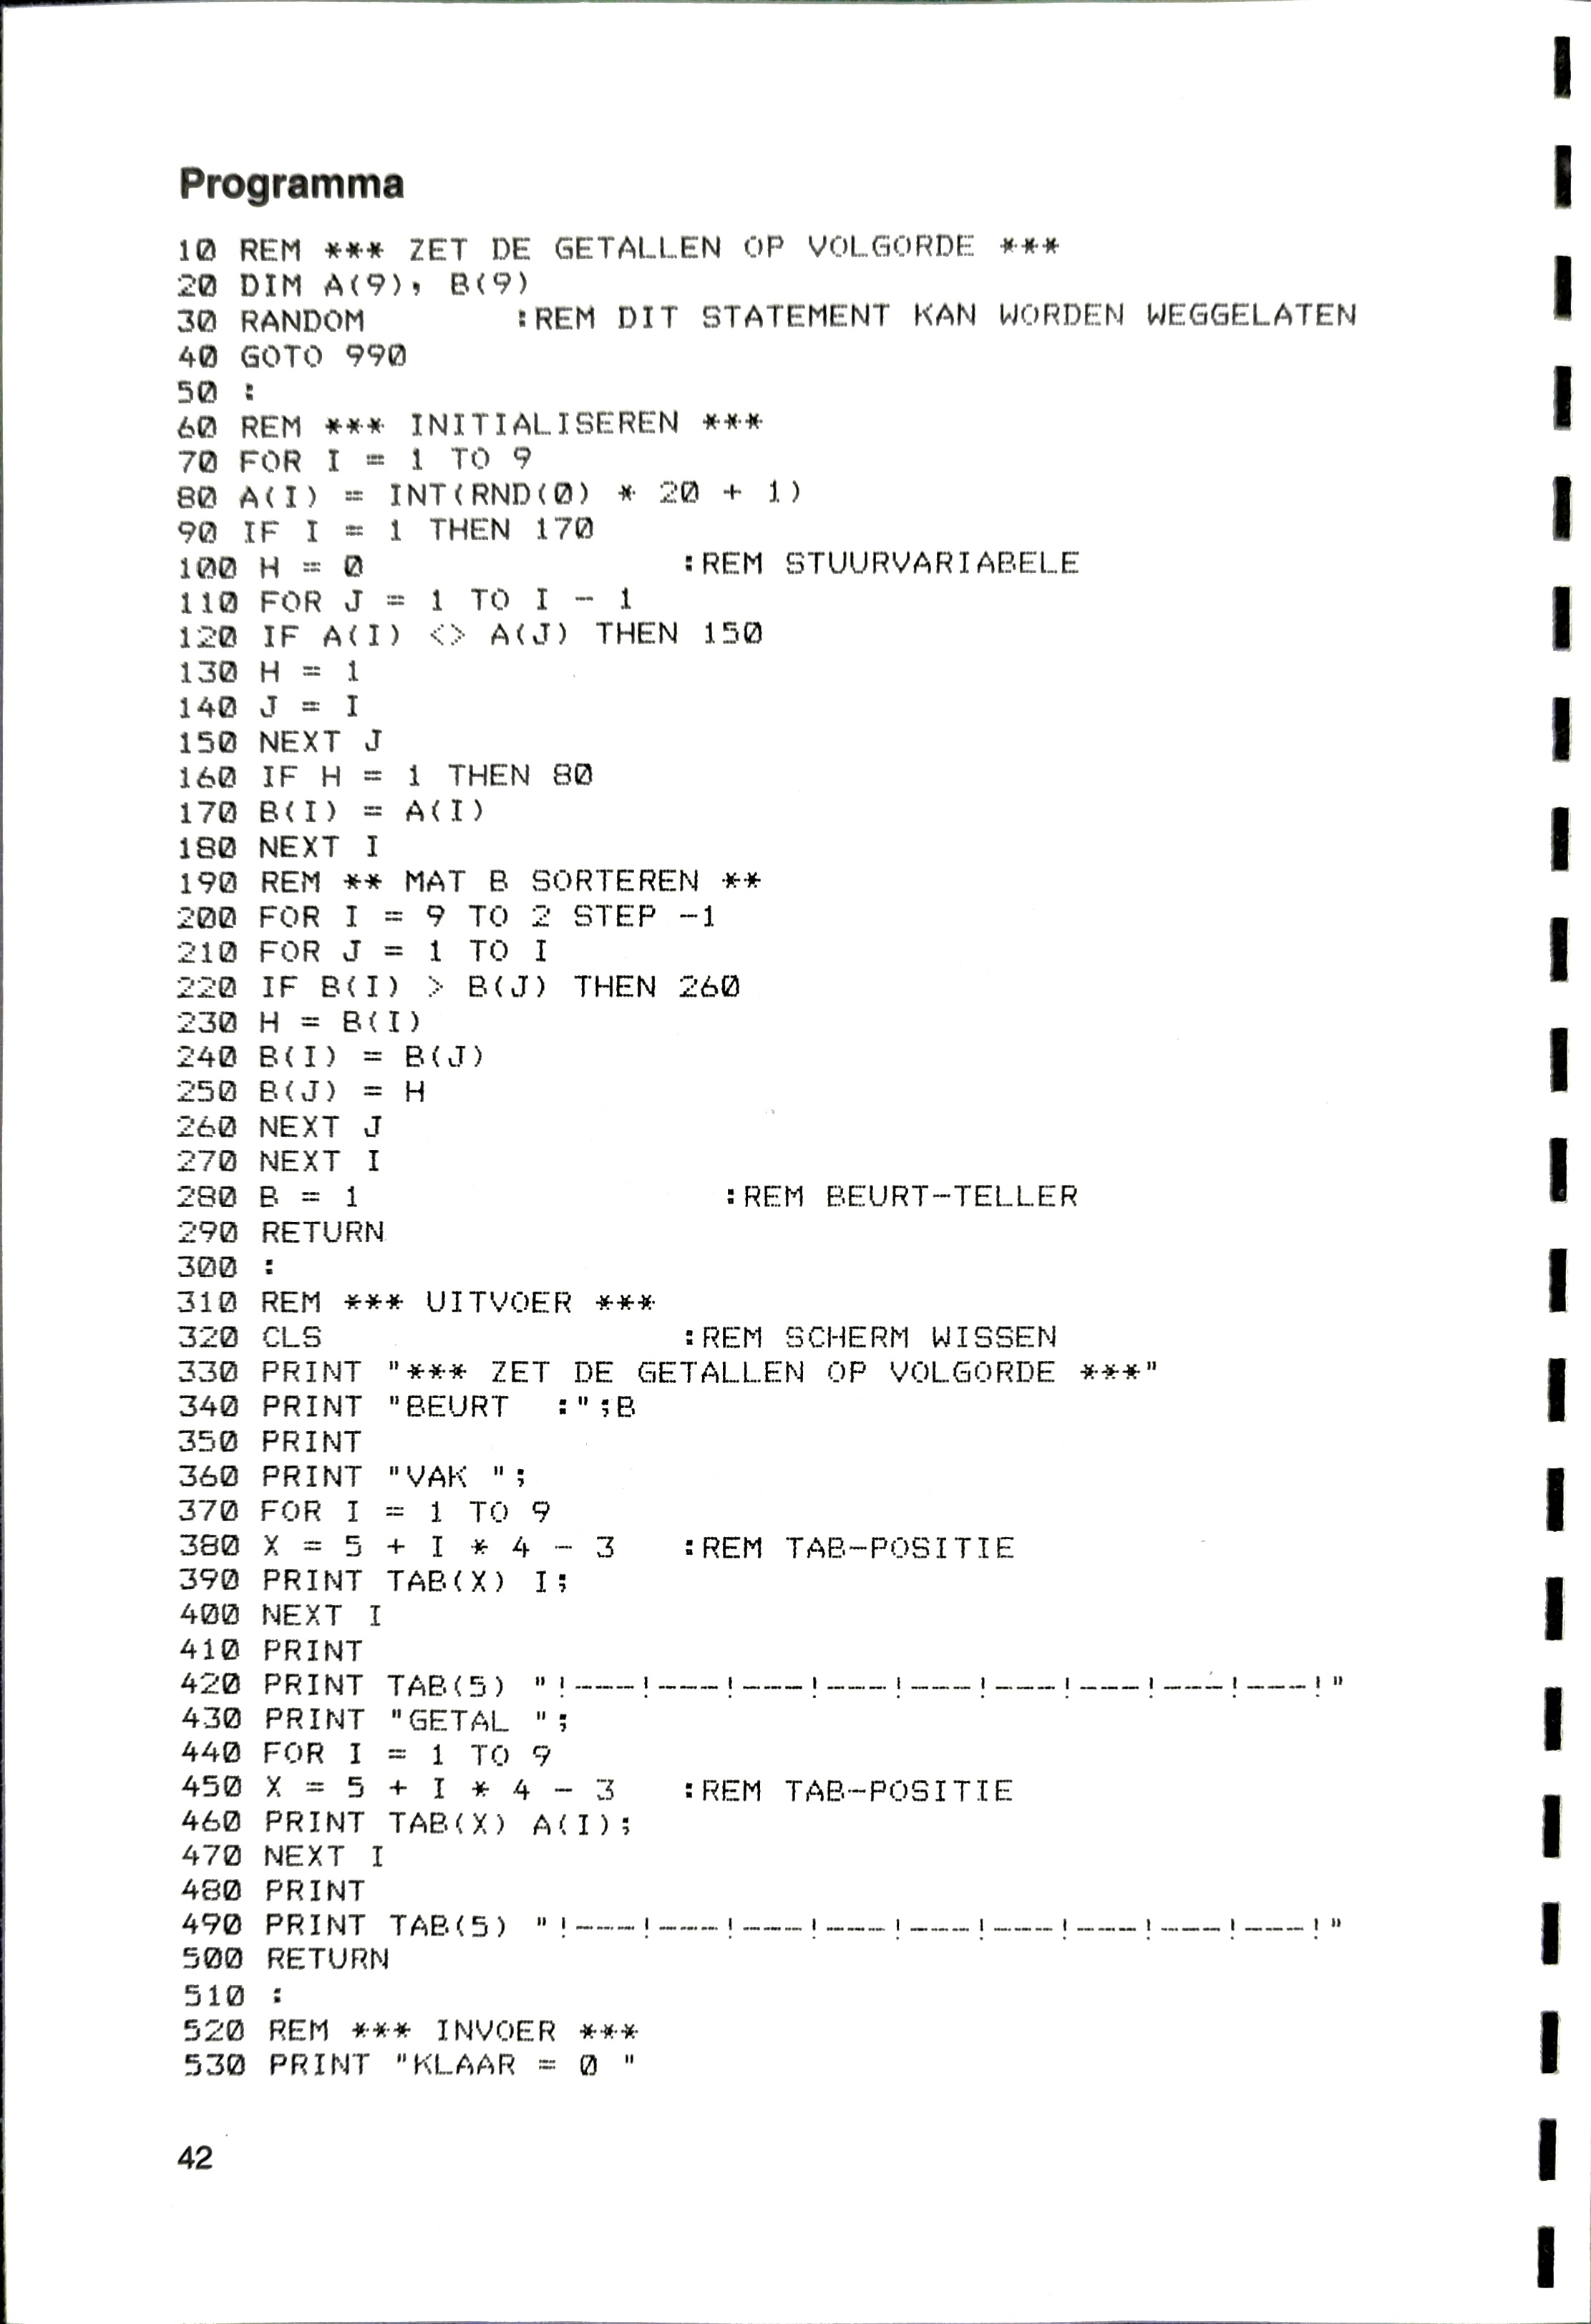 Programma
10 REM *** ZET DE GETALLEN OP VOLGORDE ***
20 DIM A(9), B(9)
30 RANDOM :REM DIT STATEMENT KAN WORDEN WEGGELATEN
40 GOTO 990
50 :
60 REM *** INITIALISEREN ***
70 FOR I = 1 TO 9
80 A(I) = INT(RND(0) * 20 + 1)
90 IF I = 1 THEN 170
100 H = 0 :REM STUURVARIABELE
110 FOR J = 1 TO I - 1
120 IF A(I) <> A(J) THEN 150
130 H = 1
140 J = I
150 NEXT J
160 IF H = 1 THEN 80
170 B(I) = A(I)
180 NEXT I
190 REM ** MAT B SORTEREN **
200 FOR I = 9 TO 2 STEP -1
210 FOR J = 1 TO I
220 IF B(I) > B(J) THEN 260
230 H = B(I)
240 B(I) = B(J)
250 B(J) = H
260 NEXT J
270 NEXT I
280 B = 1 :REM BEURT-TELLER
290 RETURN
300 :
310 REM *** UITVOER ***
320 CLS :REM SCHERM WISSEN
330 PRINT "*** ZET DE GETALLEN OP VOLGORDE ***"
340 PRINT "BEURT  :";B
350 PRINT
360 PRINT "VAK ";
370 FOR I = 1 TO 9
380 X = 5 + I * 4 - 3 :REM TAB-POSITIE
390 PRINT TAB(X) I;
400 NEXT I
410 PRINT
420 PRINT TAB(5) "!---!---!---!---!---!---!---!---!---!"
430 PRINT "GETAL ";
440 FOR I = 1 TO 9
450 X = 5 + I * 4 - 3 :REM TAB-POSITIE
460 PRINT TAB(X) A(I);
470 NEXT I
480 PRINT
490 PRINT TAB(5) "!---!---!---!---!---!---!---!---!---!"
500 RETURN
510 :
520 REM *** INVOER ***
530 PRINT "KLAAR = 0 "
42